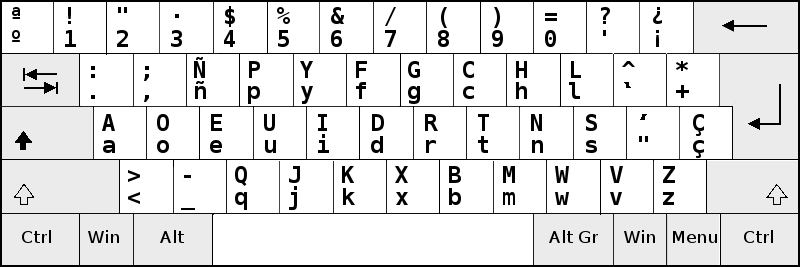 ª ! " · $ % & / ( ) = ? ¿
º 1 2 3 4 5 6 7 8 9 0 ' ¡
: ; Ñ P Y F G C H L ^ *
. , ñ p y f g c h l ` +
A O E U I D R T N S ´ Ç
a o e u i d r t n s " ç
> - Q J K X B M W V Z
< _ q j k x b m w v z
Ctrl Win Alt Alt Gr Win Menu Ctrl